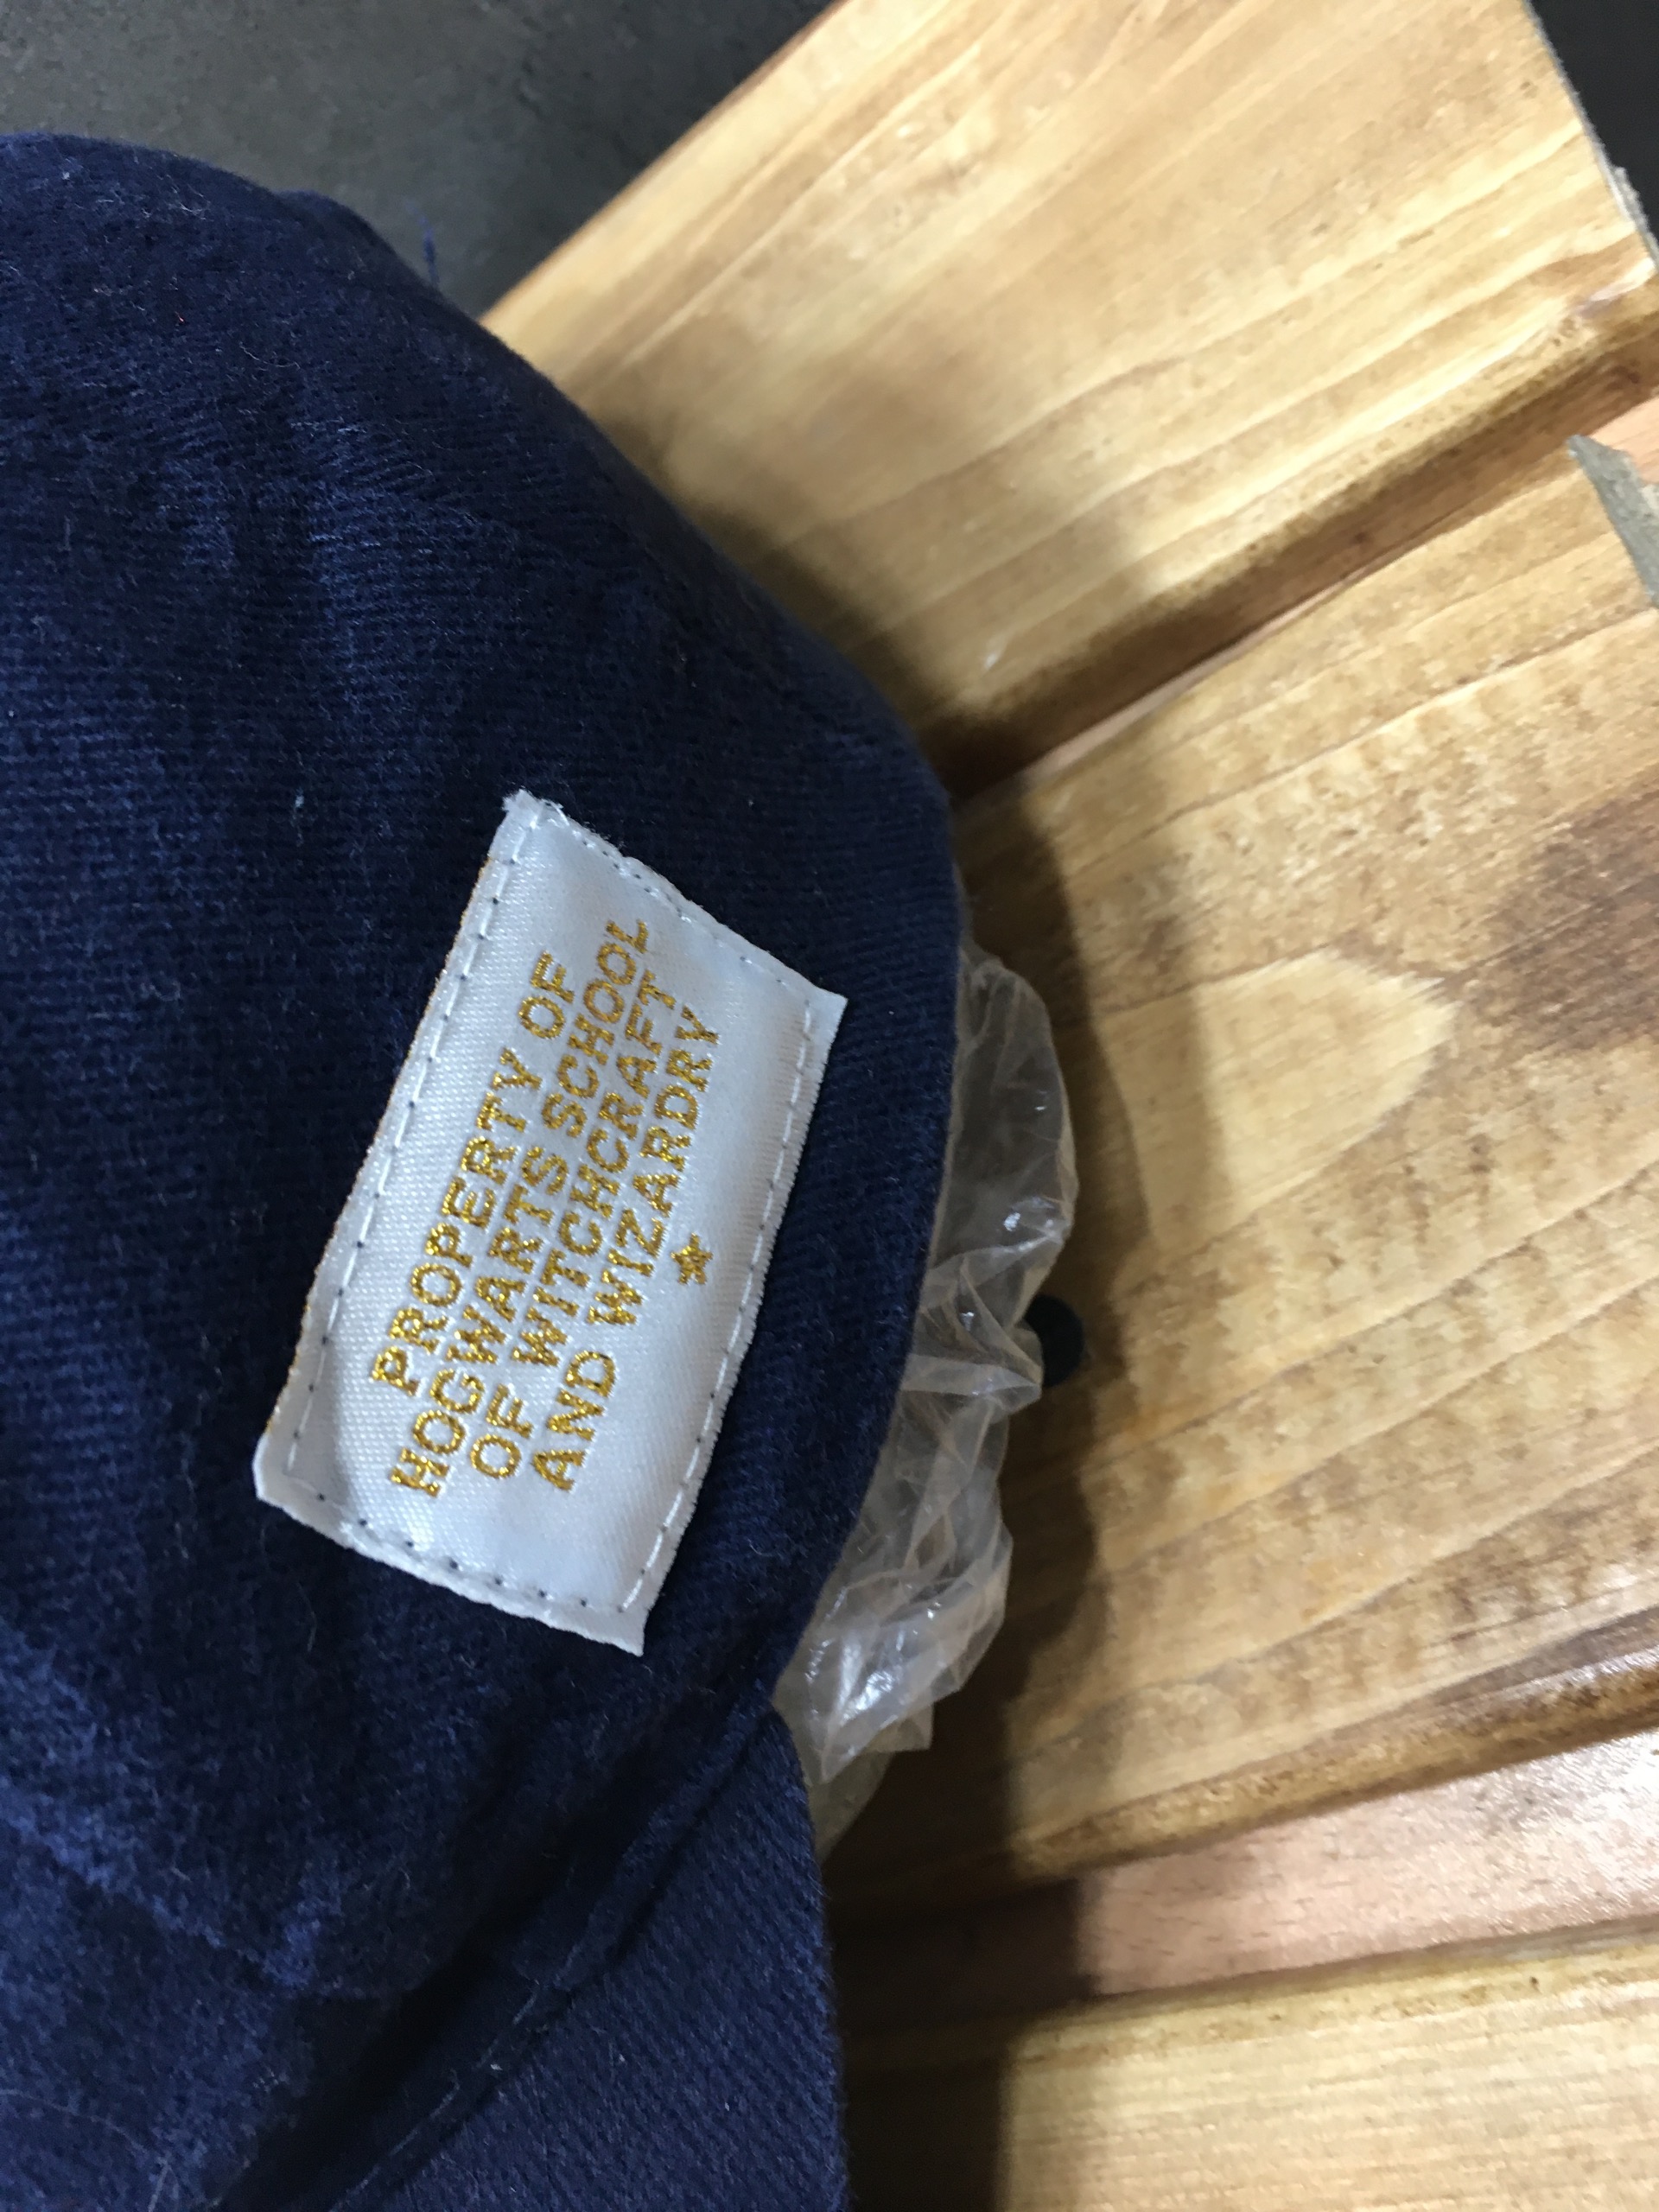 PROPERTY OF
HOGWARTS SCHOOL
OF WITCHCRAFT
AND WIZARDRY